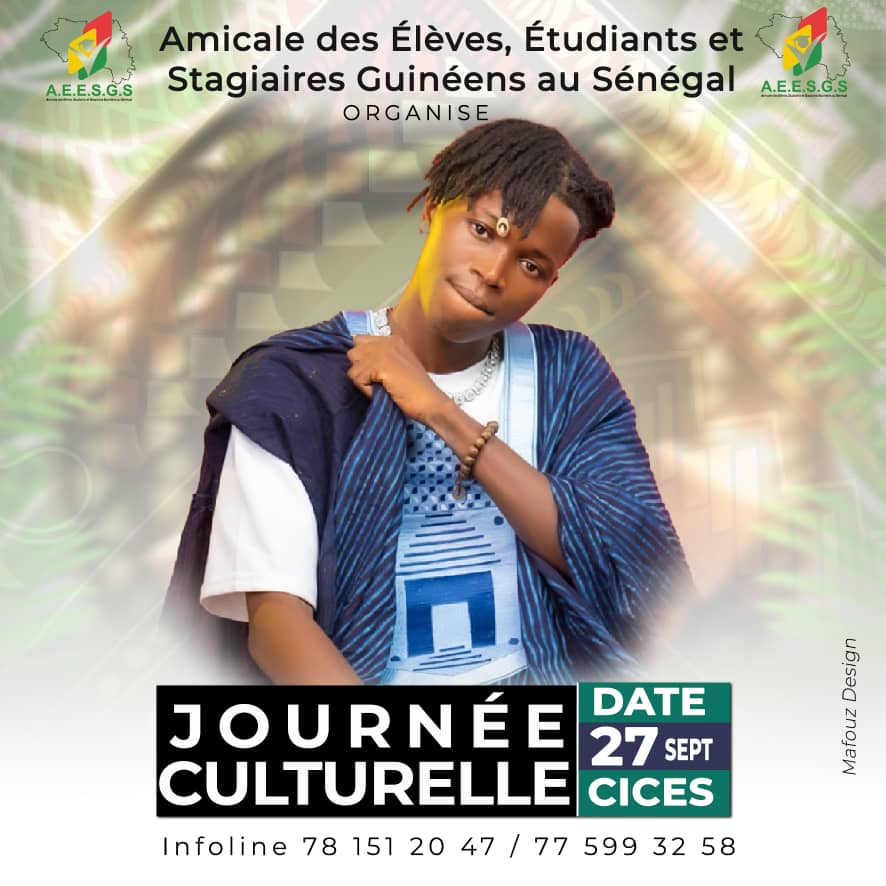 Amicale des Élèves, Étudiants et
Stagiaires Guinéens au Sénégal
ORGANISE
A.E.E.S.G.S
A.E.E.S.G.S
JOURNÉE
CULTURELLE
DATE
27 SEPT
CICES
Infoline 78 151 20 47 / 77 599 32 58
Mafouz Design